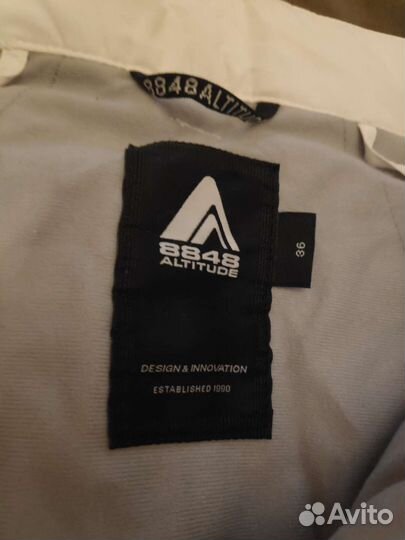 8848 ALTITUDE
8848
ALTITUDE
36
DESIGN & INNOVATION
ESTABLISHED 1990
Avito